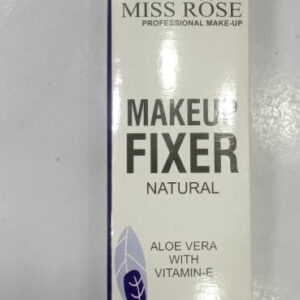 MISS ROSE
PROFESSIONAL MAKE-UP
MAKEUP
FIXER
NATURAL
ALOE VERA
WITH
VITAMIN-E